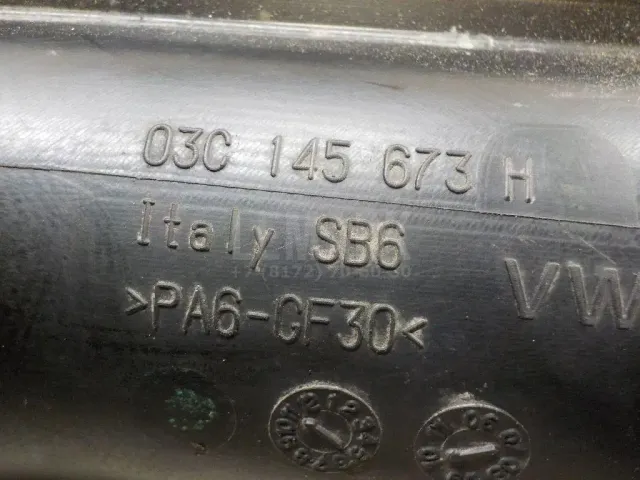 03C 145 673 H
Italy SB6
>PA6-GF30<
VW